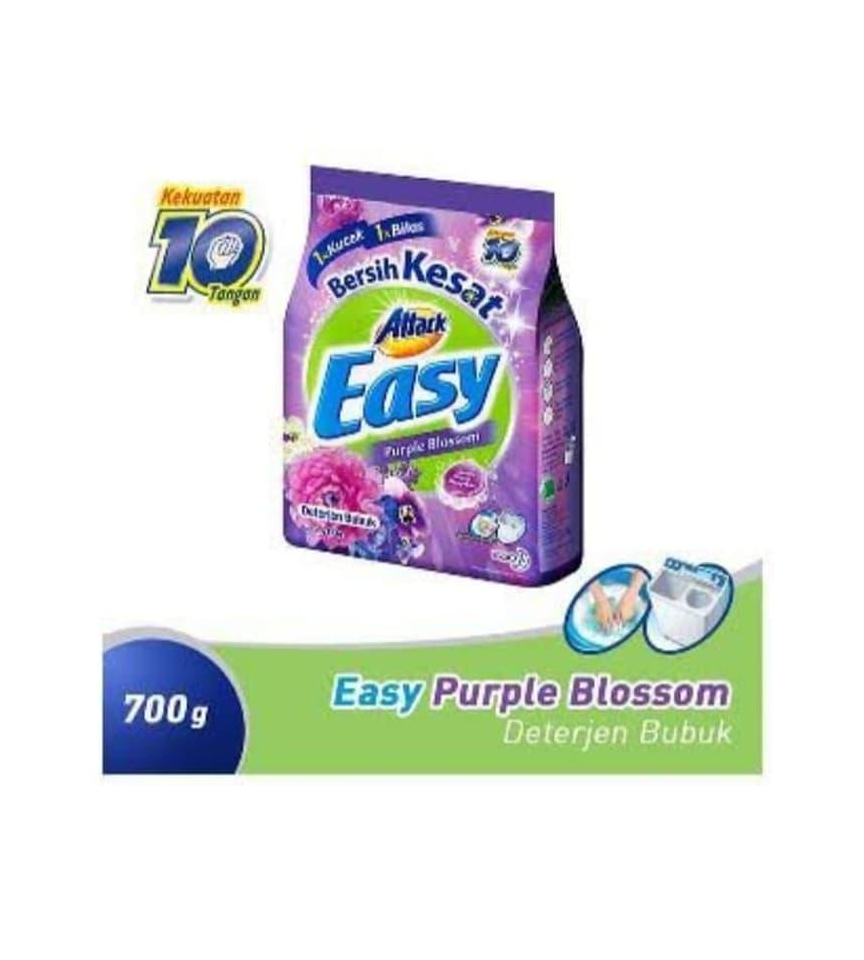 Kekuatan
10
Tangan
1x Kucek 1x Bilas
Bersih Kesat
Attack
Easy
Purple Blossom
Deterjen Bubuk
700 g
Easy Purple Blossom
Deterjen Bubuk